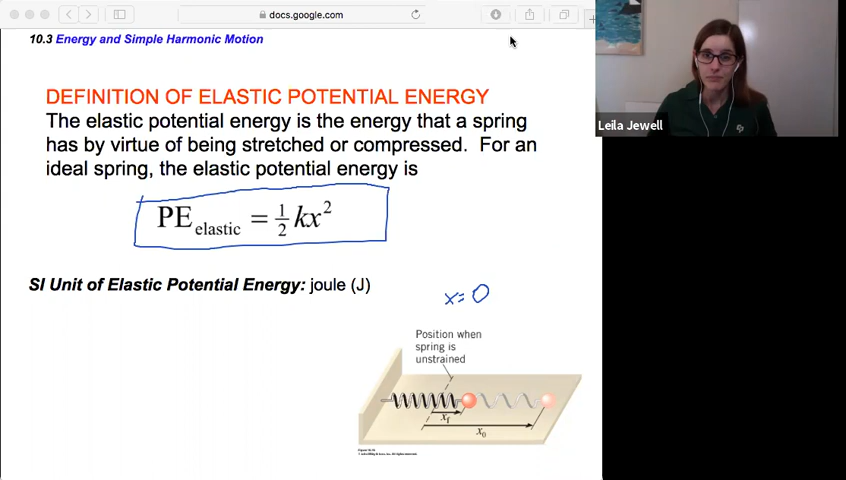 docs.google.com
10.3 Energy and Simple Harmonic Motion
Leila Jewell
DEFINITION OF ELASTIC POTENTIAL ENERGY
The elastic potential energy is the energy that a spring
has by virtue of being stretched or compressed. For an
ideal spring, the elastic potential energy is
PE elastic = 1/2 kx²
SI Unit of Elastic Potential Energy: joule (J)
x=0
Position when
spring is
unstrained
xf
x0